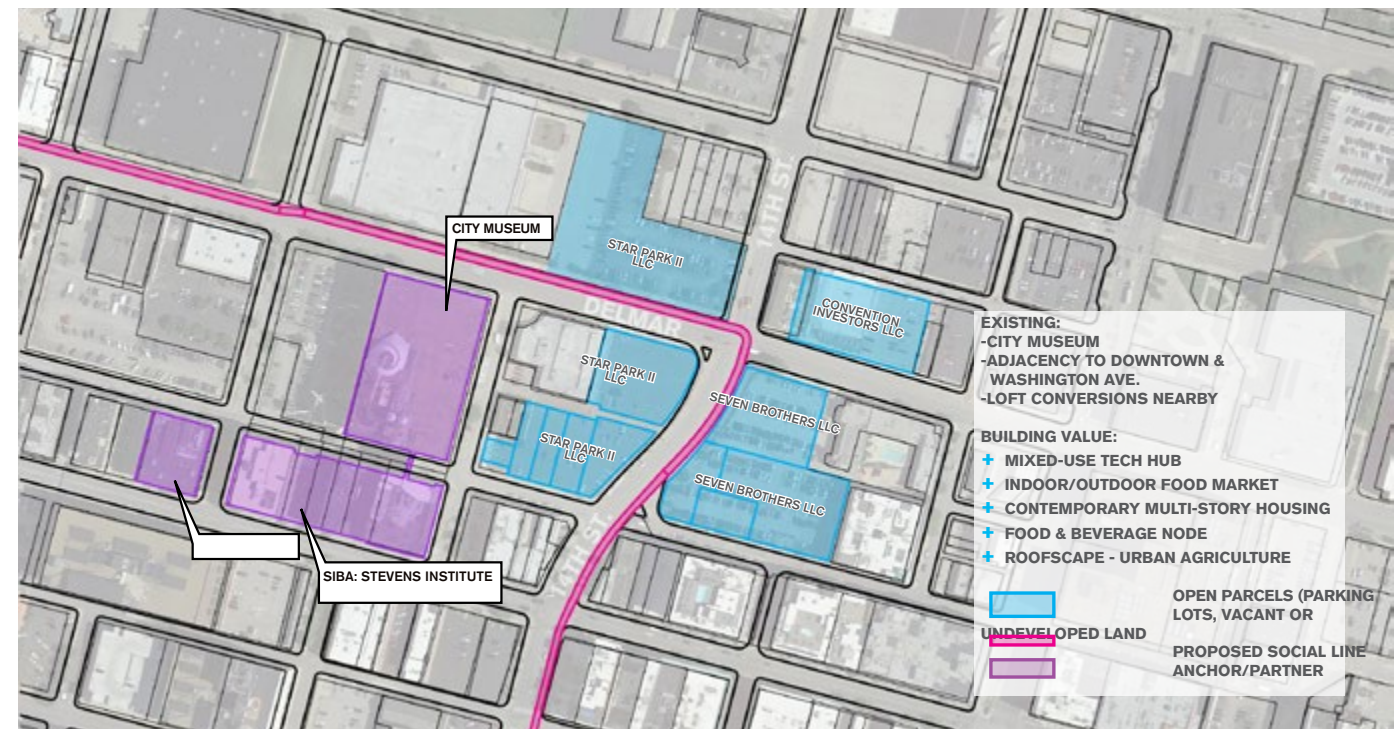 14TH ST
CITY MUSEUM
STAR PARK II
LLC
DELMAR
CONVENTION
INVESTORS LLC
STAR PARK II
LLC
SEVEN BROTHERS LLC
STAR PARK II
LLC
SEVEN BROTHERS LLC
14TH ST
SIBA: STEVENS INSTITUTE
EXISTING:
-CITY MUSEUM
-ADJACENCY TO DOWNTOWN &
WASHINGTON AVE.
-LOFT CONVERSIONS NEARBY
BUILDING VALUE:
+ MIXED-USE TECH HUB
+ INDOOR/OUTDOOR FOOD MARKET
+ CONTEMPORARY MULTI-STORY HOUSING
+ FOOD & BEVERAGE NODE
+ ROOFSCAPE - URBAN AGRICULTURE
OPEN PARCELS (PARKING
LOTS, VACANT OR
UNDEVELOPED LAND
PROPOSED SOCIAL LINE
ANCHOR/PARTNER